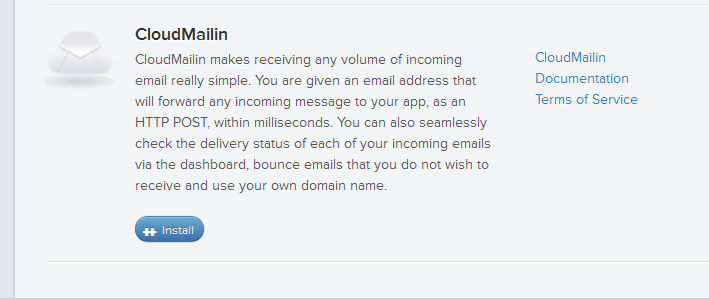 CloudMailin
CloudMailin makes receiving any volume of incoming
email really simple. You are given an email address that
will forward any incoming message to your app, as an
HTTP POST, within milliseconds. You can also seamlessly
check the delivery status of each of your incoming emails
via the dashboard, bounce emails that you do not wish to
receive and use your own domain name.
Install
CloudMailin
Documentation
Terms of Service